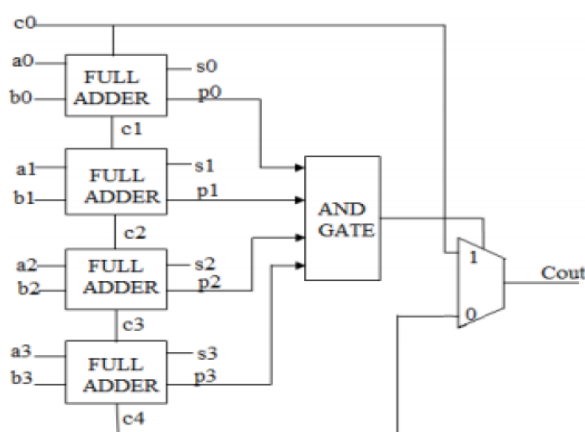 c0
a0
FULL
ADDER
s0
b0
p0
c1
a1
FULL
ADDER
s1
b1
p1
AND
GATE
c2
a2
FULL
ADDER
s2
b2
p2
1
Cout
0
c3
a3
FULL
ADDER
s3
b3
p3
c4